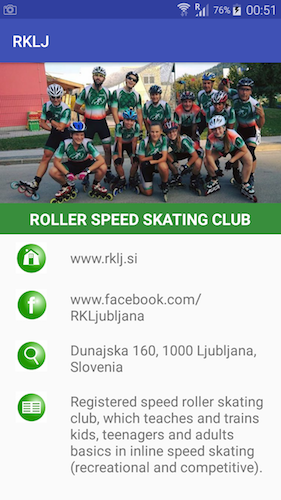 76% 00:51
RKLJ
ROLLER SPEED SKATING CLUB
www.rklj.si
www.facebook.com/
RKLjubljana
Dunajska 160, 1000 Ljubljana,
Slovenia
Registered speed roller skating
club, which teaches and trains
kids, teenagers and adults
basics in inline speed skating
(recreational and competitive).